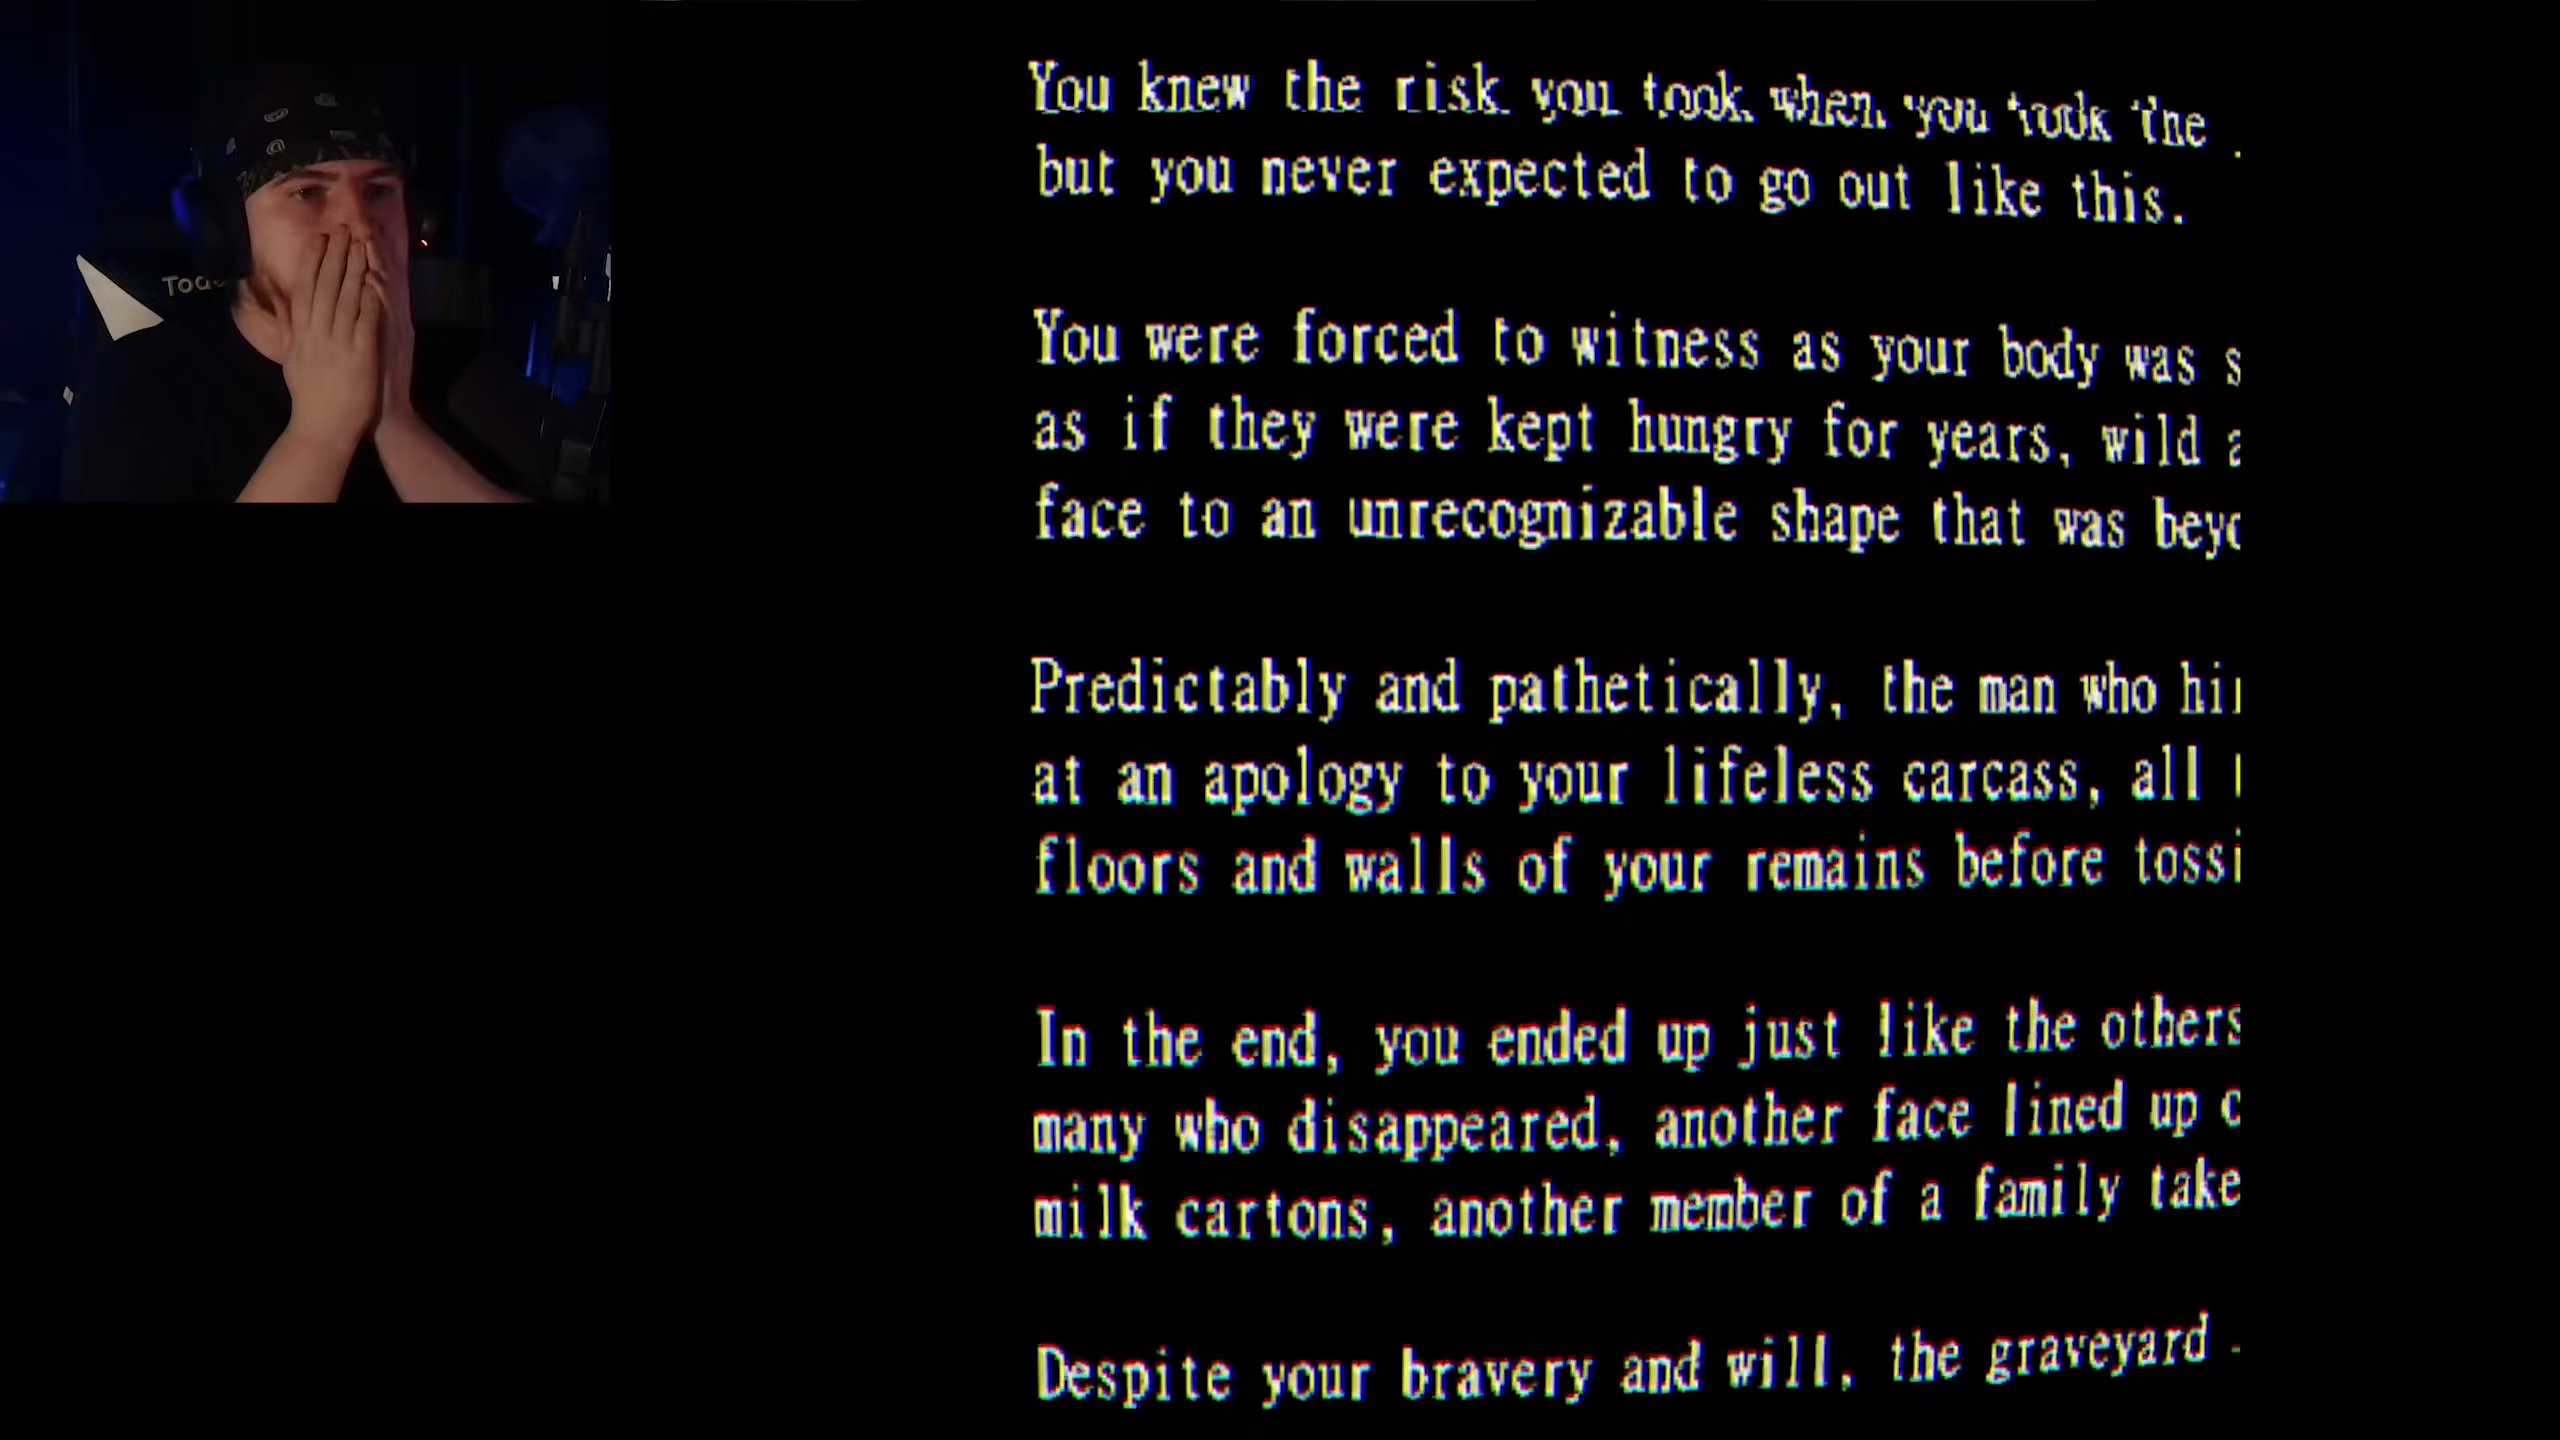 You knew the risk you took when you took the
but you never expected to go out like this.
You were forced to witness as your body was s
as if they were kept hungry for years, wild a
face to an unrecognizable shape that was beyo
Predictably and pathetically, the man who hi
at an apology to your lifeless carcass, all
floors and walls of your remains before tossi
In the end, you ended up just like the others
many who disappeared, another face lined up o
milk cartons, another member of a family take
Despite your bravery and will, the graveyard